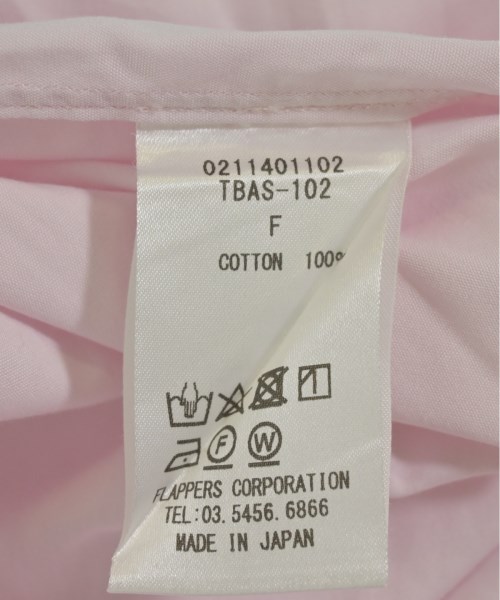 0211401102
TBAS-102
F
COTTON 100%
F W
FLAPPERS CORPORATION
TEL:03.5456.6866
MADE IN JAPAN